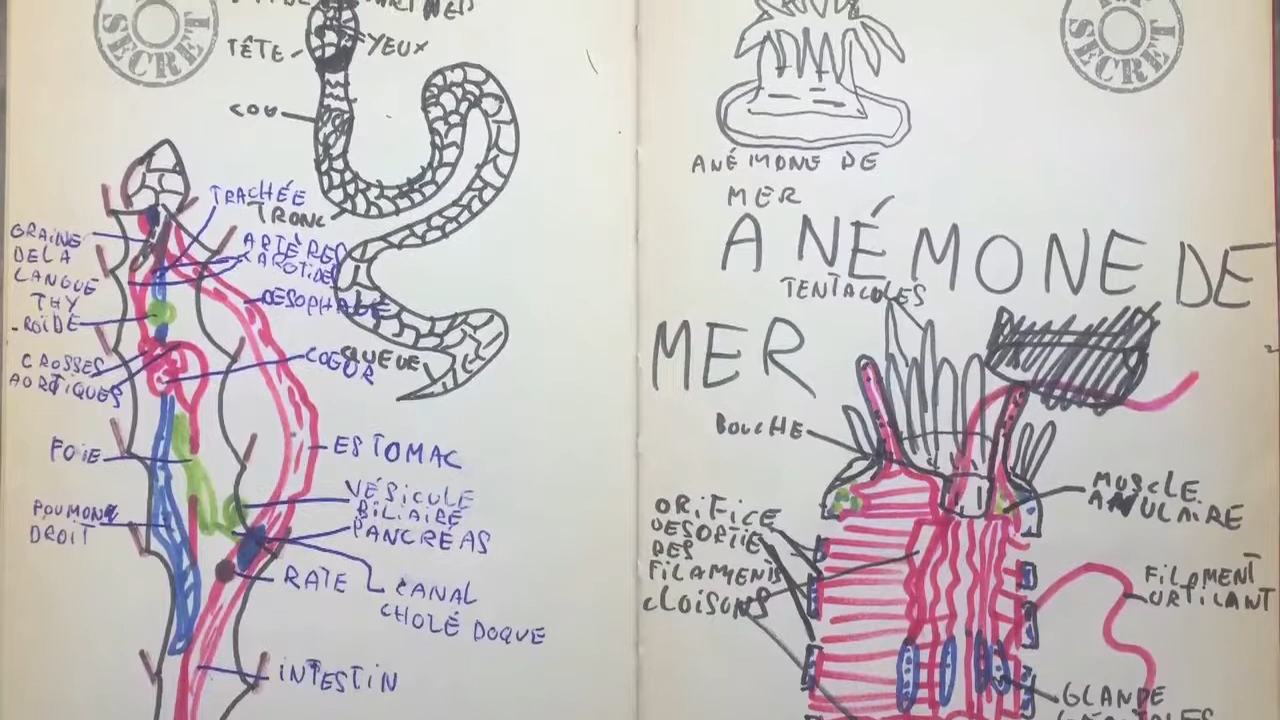 SECRET
TÊTE
YEUX
COU
TRACHÉE
TRONC
GRAINE
DE LA
LANGUE
ARTÈRES
CAROTIDES
THY
ROÏDE
OESOPHAGE
CROSSES
AORTIQUES
COEUR
QUEUE
FOIE
ESTOMAC
POUMON
DROIT
VÉSICULE
BILIAIRE
PANCRÉAS
RATE
CANAL
CHOLÉDOQUE
INTESTIN
SECRET
ANÉMONE DE
MER
ANÉMONE DE
MER
TENTACULES
BOUCHE
MUSCLE
ANULAIRE
ORIFICE
DE SORTIE
DES
FILAMENTS
CLOISONS
FILAMENT
URTICANT
GLANDE